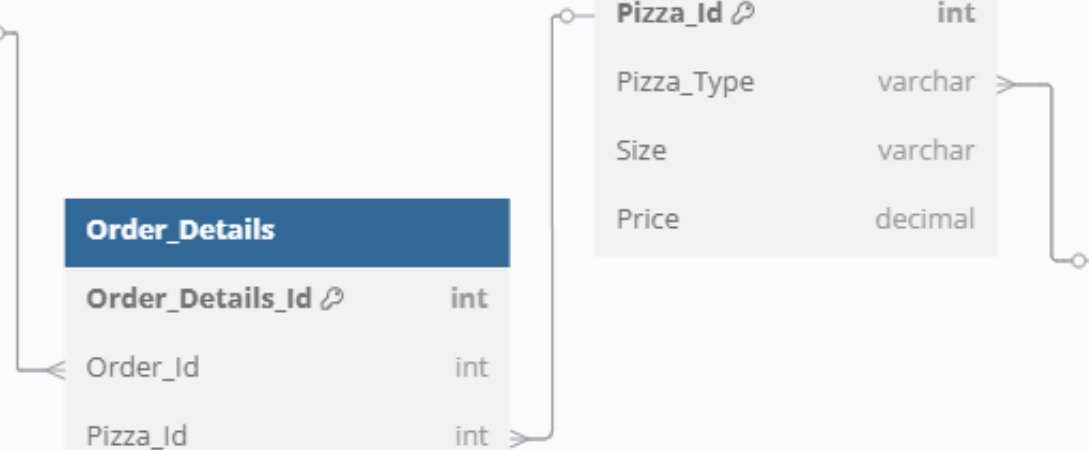 Pizza_Id int
Pizza_Type varchar
Size varchar
Price decimal
Order_Details
Order_Details_Id int
Order_Id int
Pizza_Id int